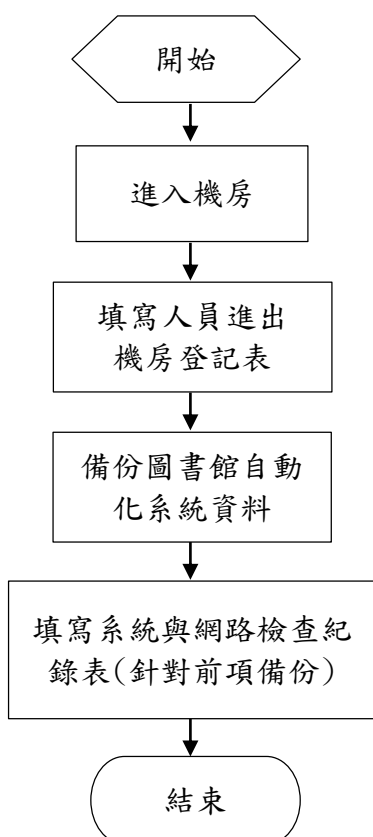 開始
進入機房
填寫人員進出
機房登記表
備份圖書館自動
化系統資料
填寫系統與網路檢查紀
錄表(針對前項備份)
結束